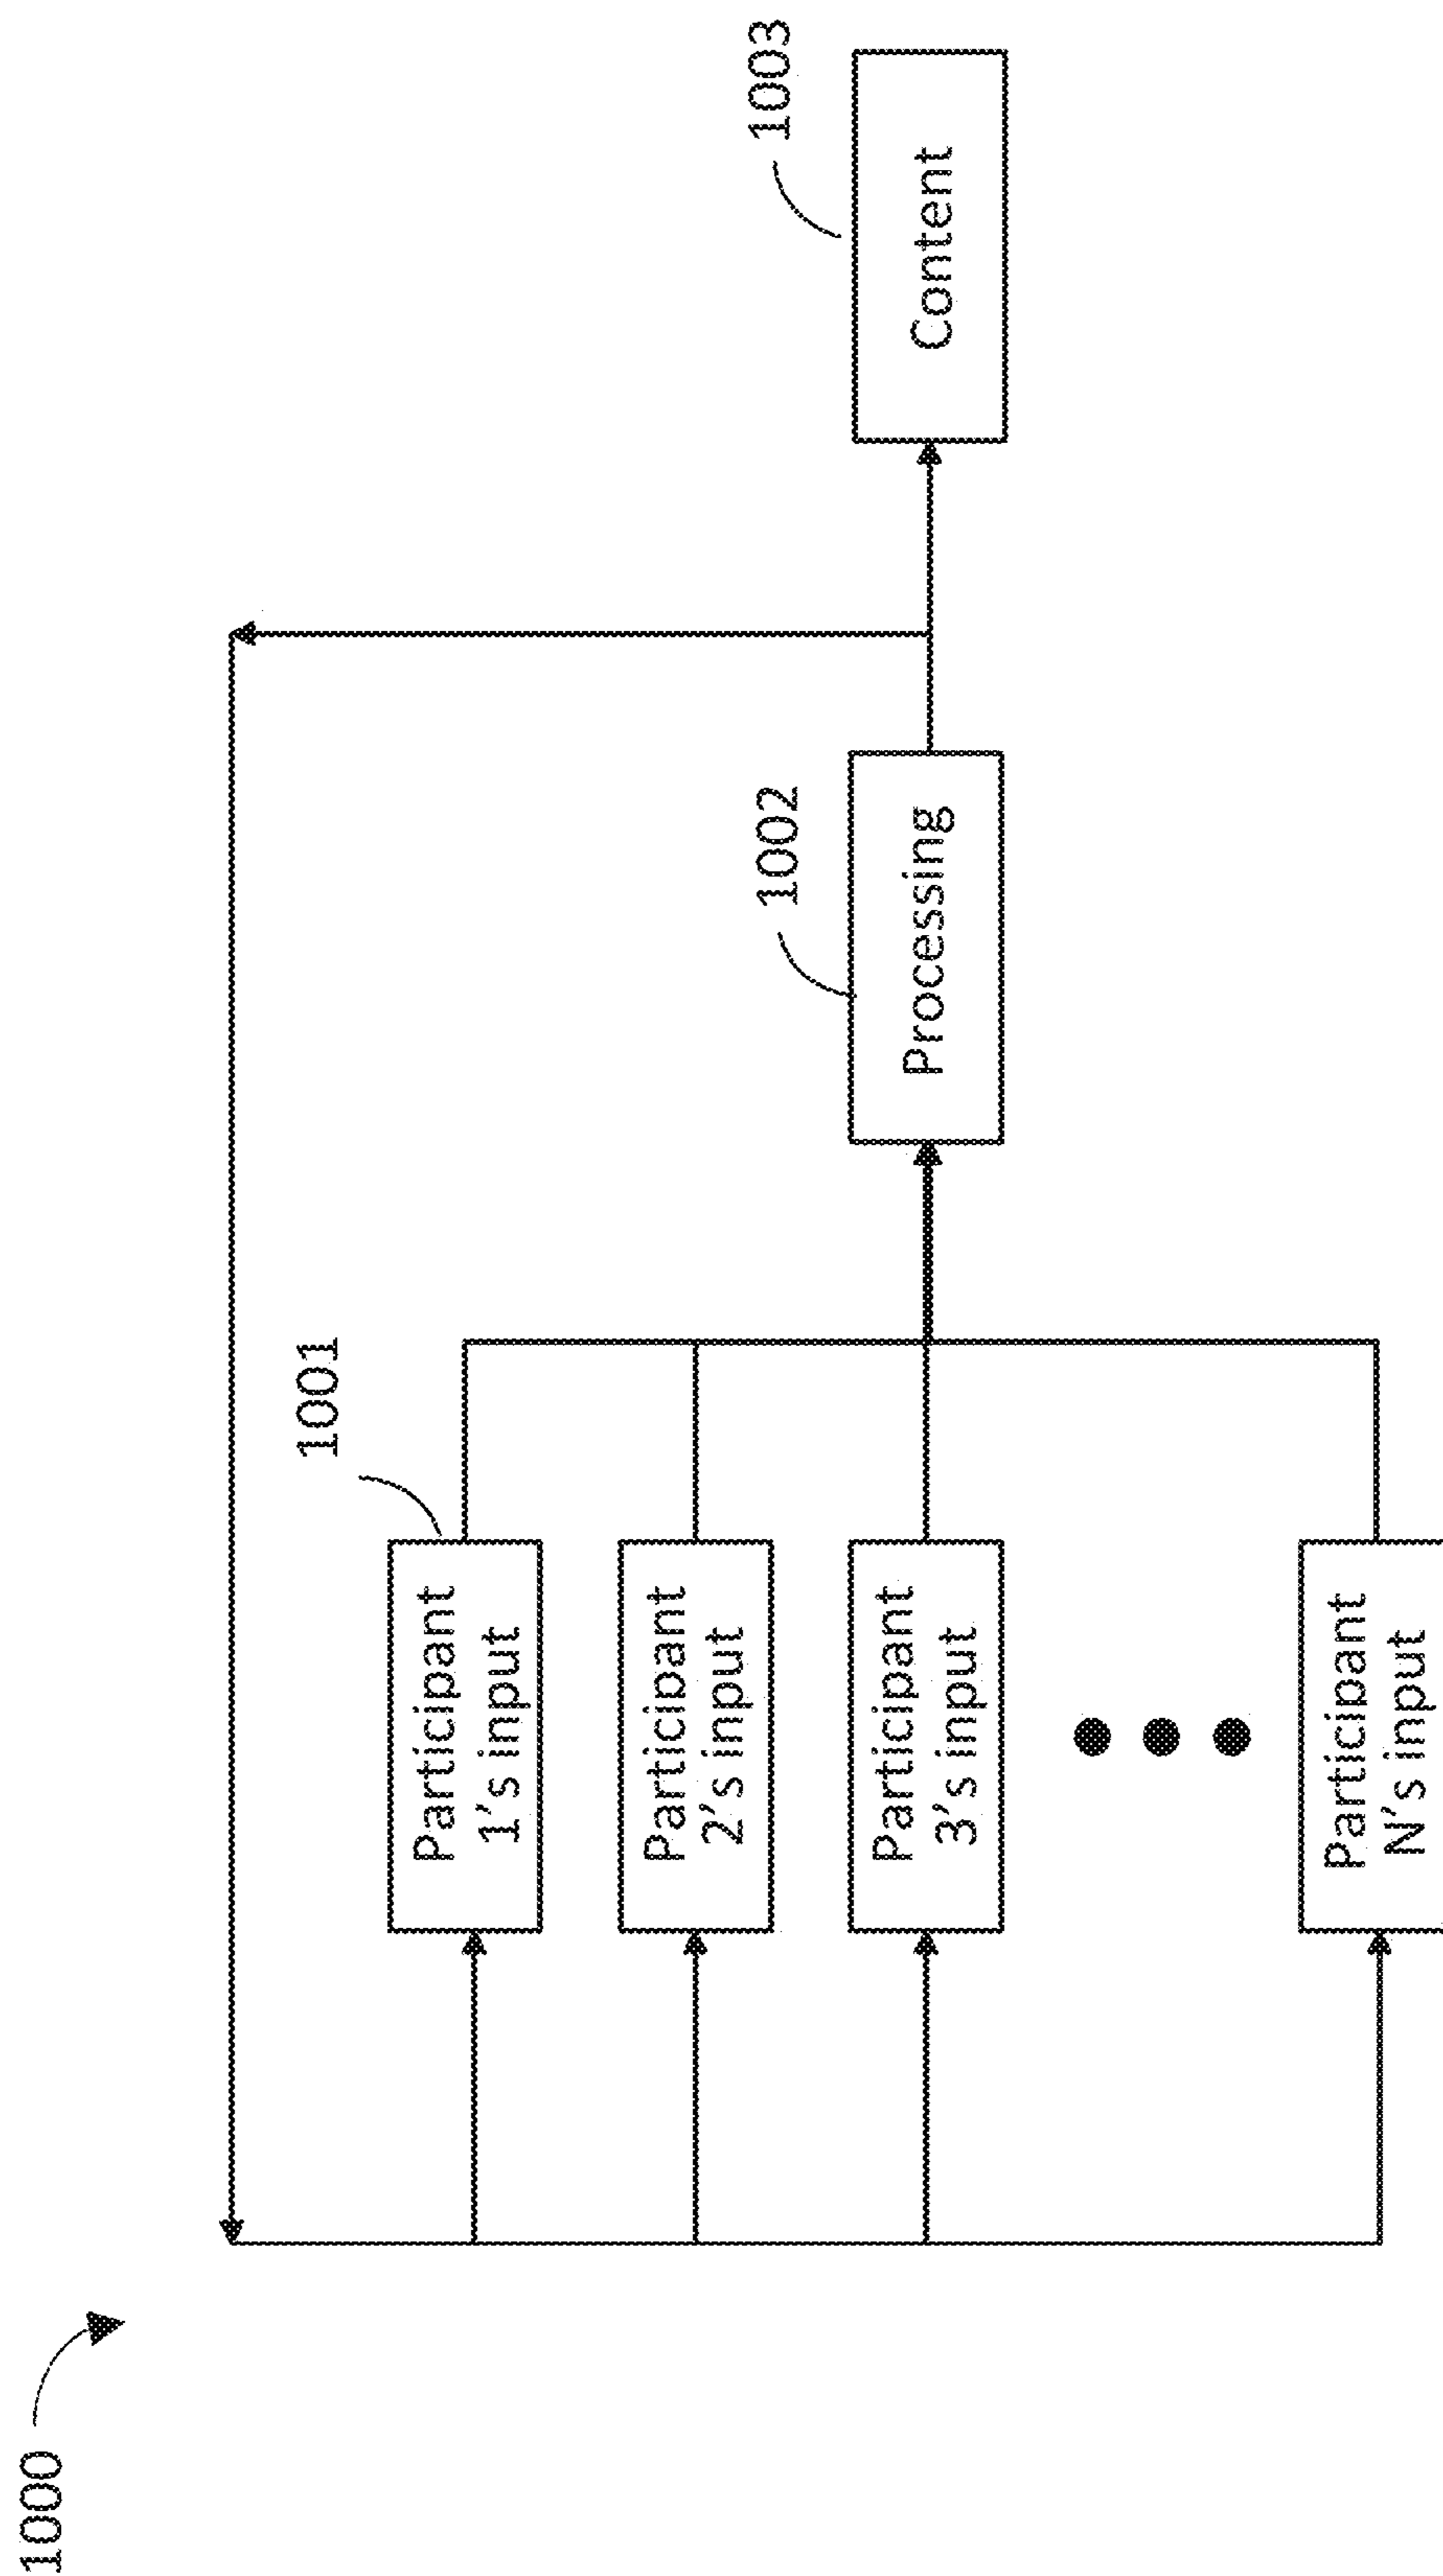 1000
1001
Participant
1's input
Participant
2's input
Participant
3's input
Participant
N's input
1002
Processing
1003
Content